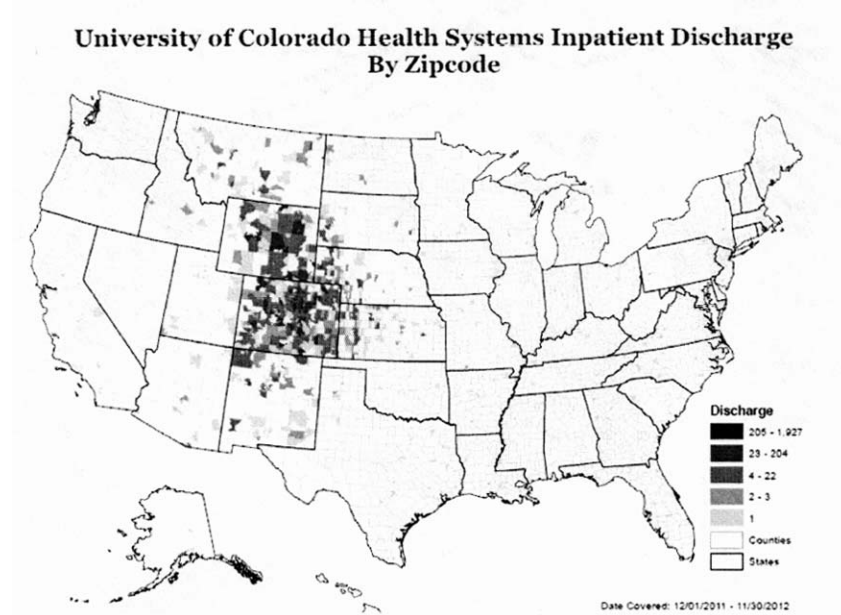 University of Colorado Health Systems Inpatient Discharge
By Zipcode
Discharge
205 - 1,927
23 - 204
4 - 22
2 - 3
1
Counties
States
Date Covered: 12/01/2011 - 11/30/2012